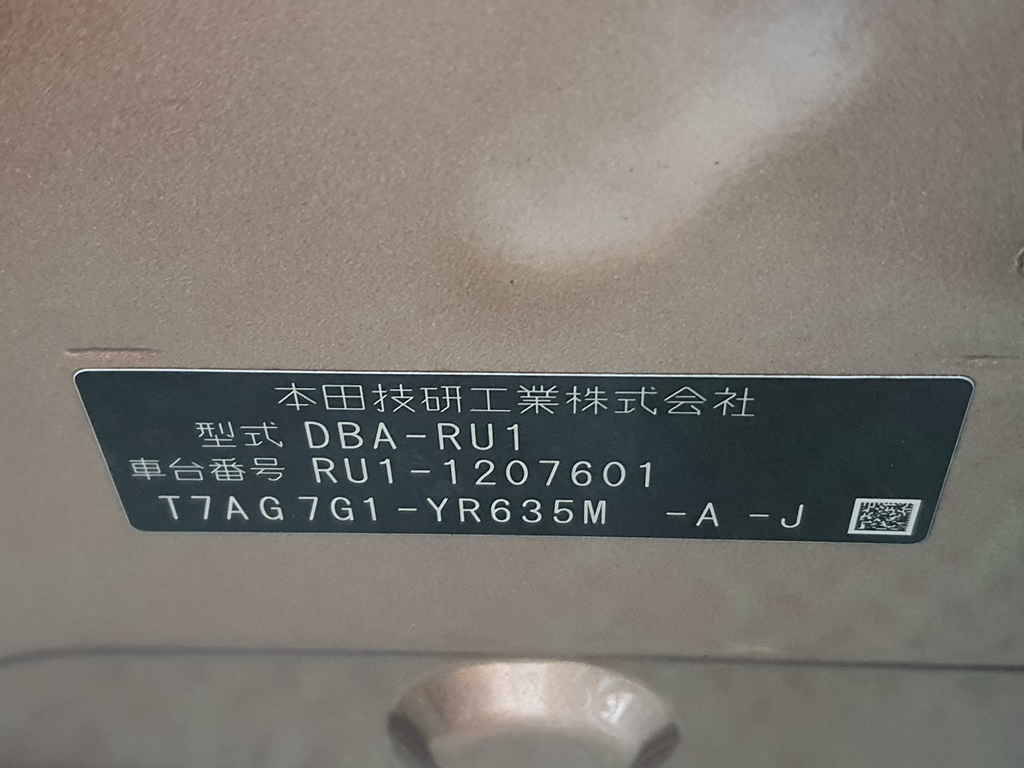 本田技研工業株式会社
型式 DBA-RU1
車台番号 RU1-1207601
T7AG7G1-YR635M -A -J